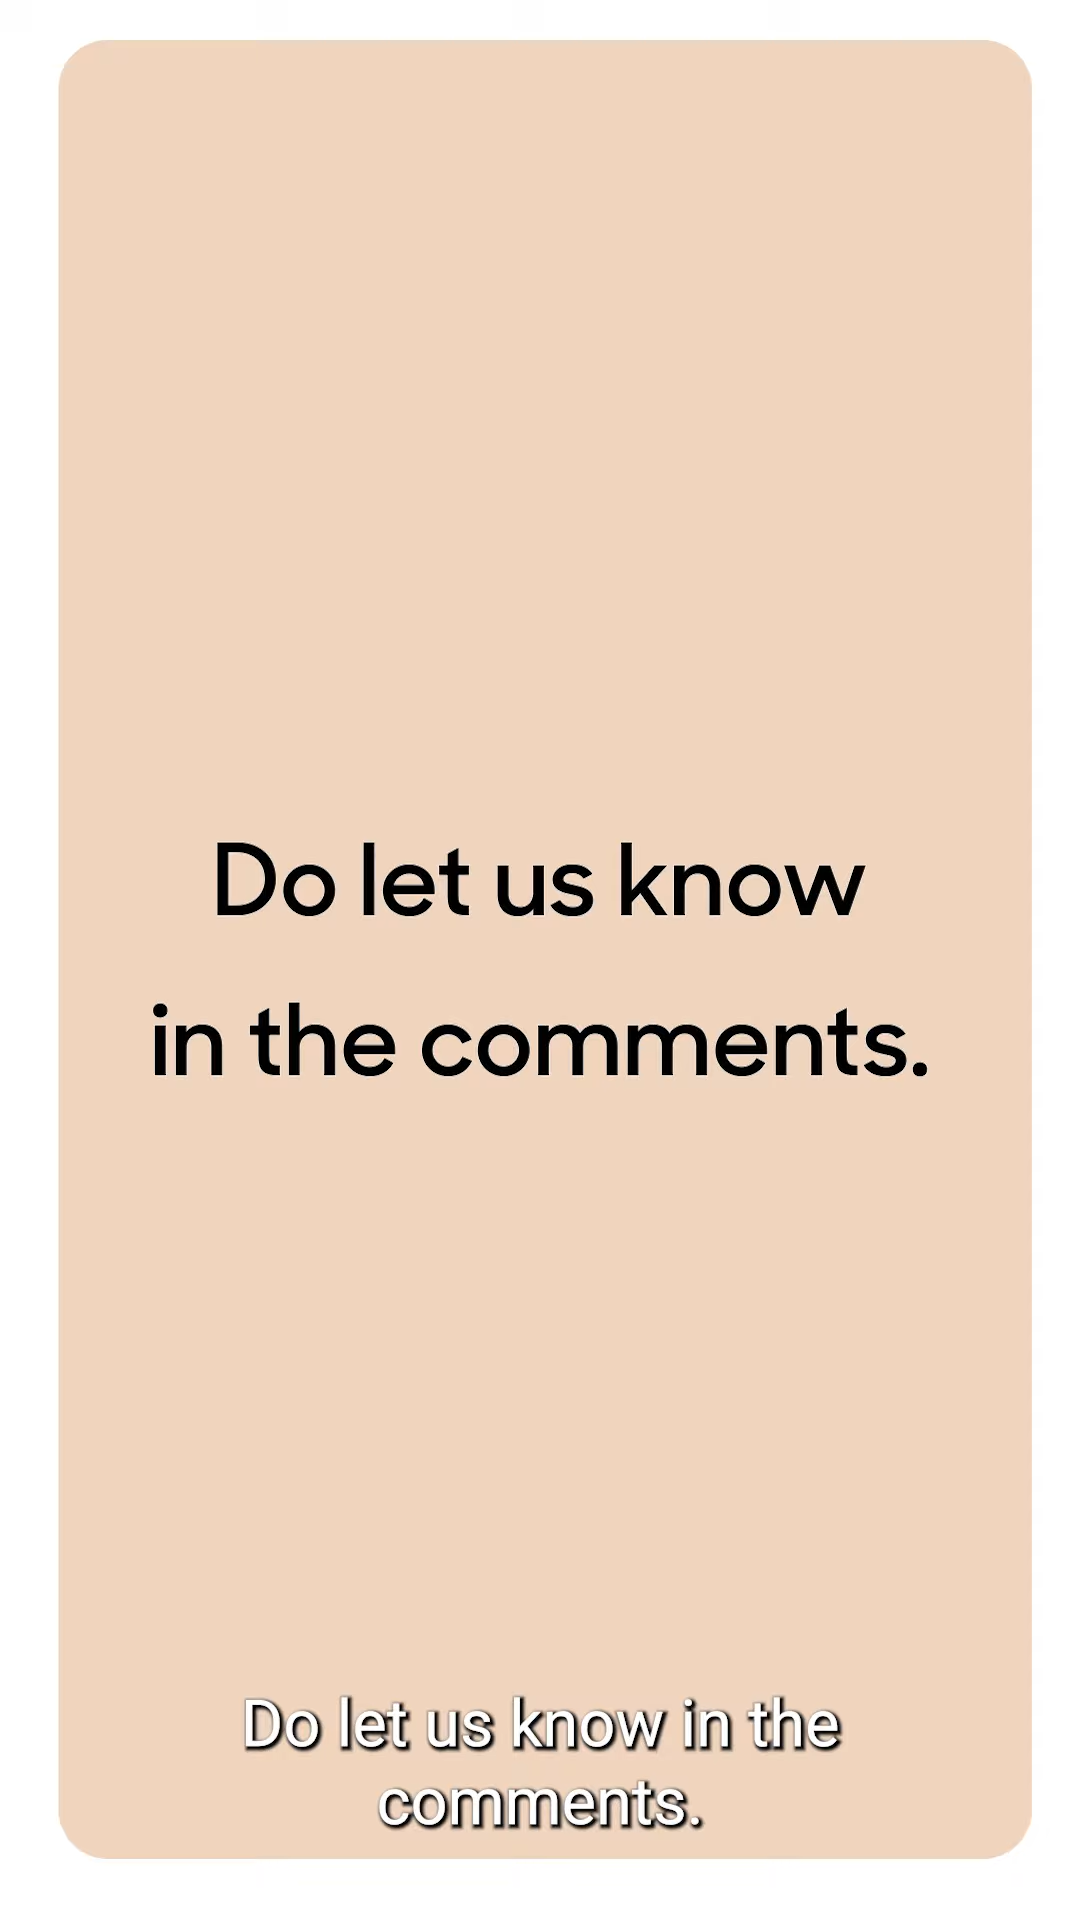 Do let us know
in the comments.
Do let us know in the
comments.